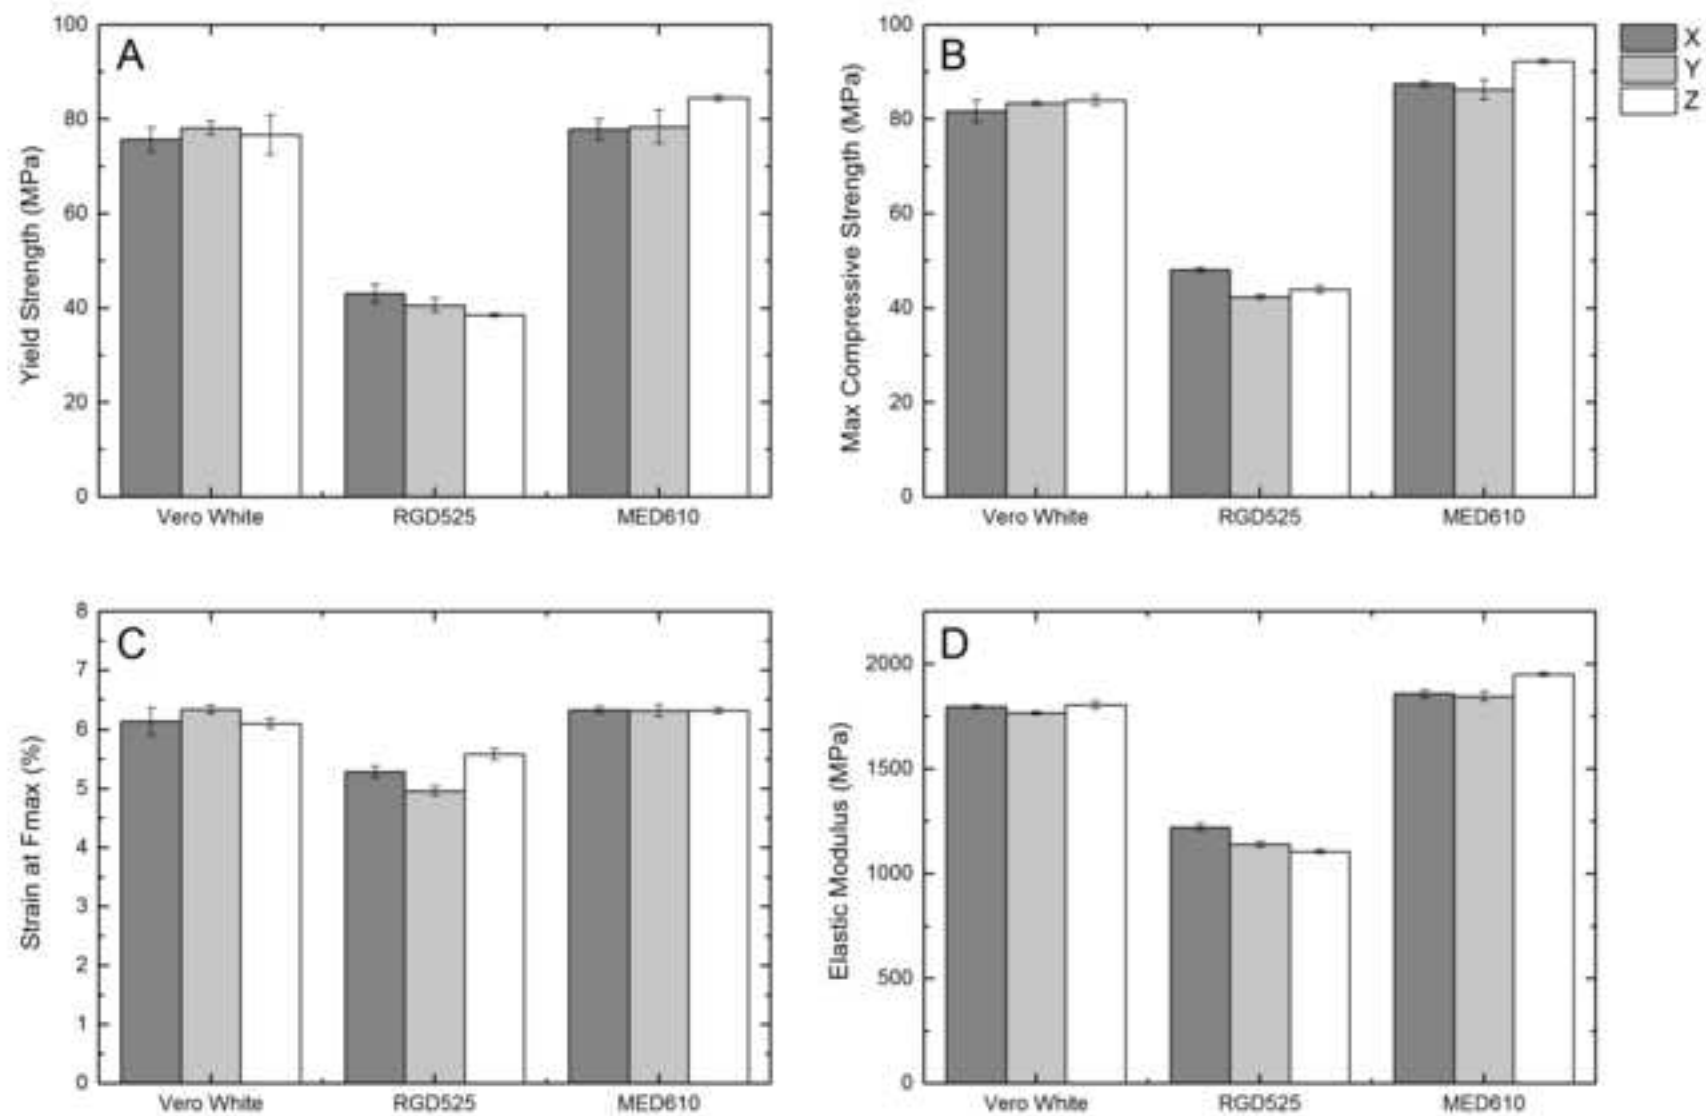 A
Yield Strength (MPa)
100
80
60
40
20
0
Vero White RGD525 MED610
B
Max Compressive Strength (MPa)
100
80
60
40
20
0
Vero White RGD525 MED610
X
Y
Z
C
Strain at Fmax (%)
8
7
6
5
4
3
2
1
0
Vero White RGD525 MED610
D
Elastic Modulus (MPa)
2000
1500
1000
500
0
Vero White RGD525 MED610